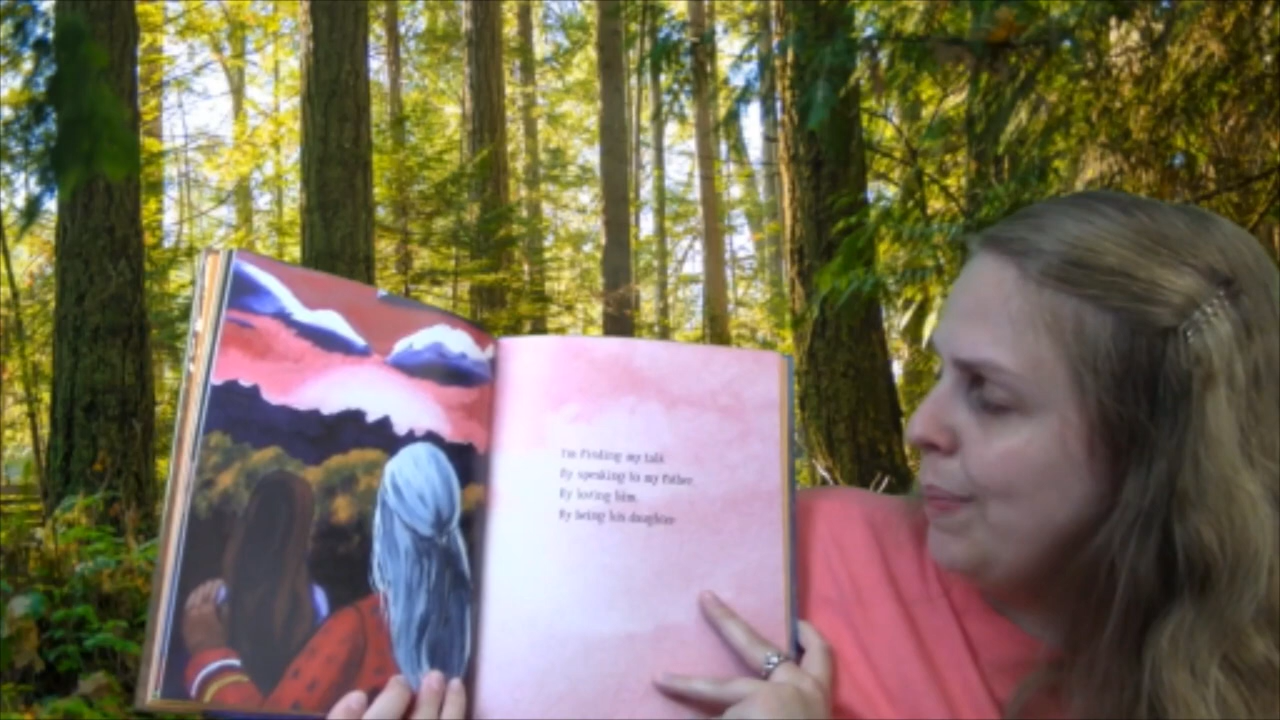 I'm finding my talk
By speaking to my father.
By loving him.
By being his daughter